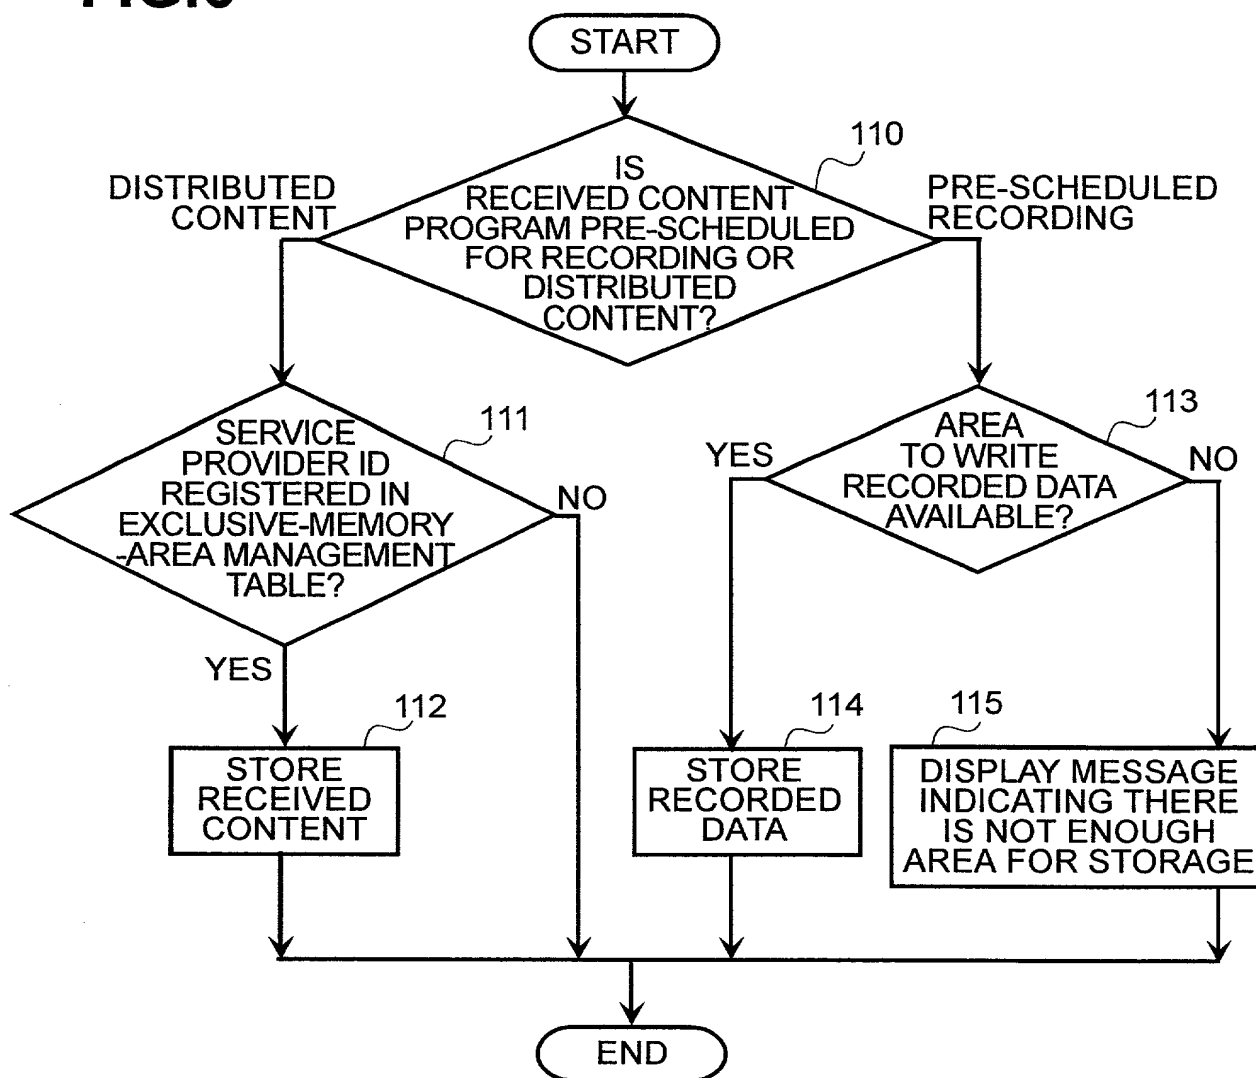 START
110
IS
RECEIVED CONTENT
PROGRAM PRE-SCHEDULED
FOR RECORDING OR
DISTRIBUTED
CONTENT?
DISTRIBUTED
CONTENT
PRE-SCHEDULED
RECORDING
111
SERVICE
PROVIDER ID
REGISTERED IN
EXCLUSIVE-MEMORY
-AREA MANAGEMENT
TABLE?
NO
YES
113
AREA
TO WRITE
RECORDED DATA
AVAILABLE?
YES
NO
112
STORE
RECEIVED
CONTENT
114
STORE
RECORDED
DATA
115
DISPLAY MESSAGE
INDICATING THERE
IS NOT ENOUGH
AREA FOR STORAGE
END